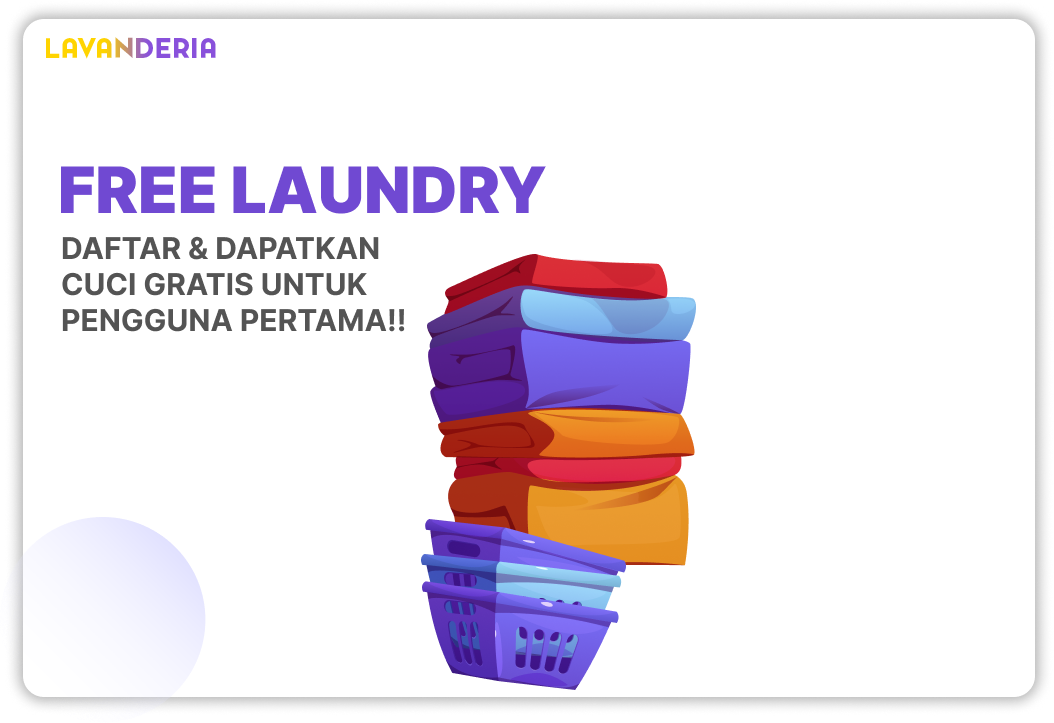 LAVANDERIA
FREE LAUNDRY
DAFTAR & DAPATKAN
CUCI GRATIS UNTUK
PENGGUNA PERTAMA!!